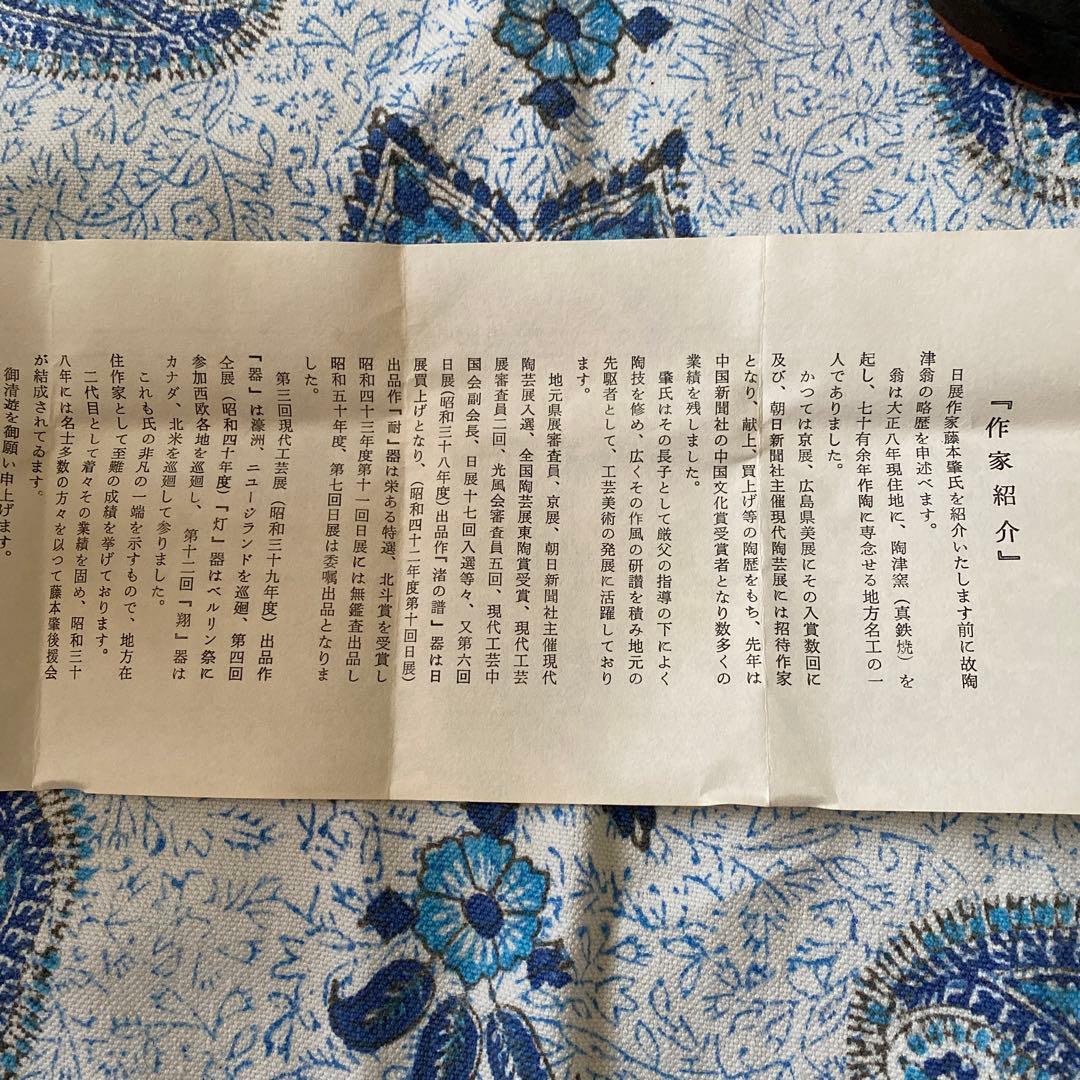 『作家紹介』
日展作家藤本肇氏を紹介いたします前に故陶
津翁の略歴を申述べます。
翁は大正八年現住地に、陶津窯（真鉄焼）を
起し、七十有余年作陶に専念せる地方名工の一
人でありました。
かつては京展、広島県美展にその入賞数回に
及び、朝日新聞社主催現代陶芸展には招待作家
となり、献上、買上げ等の陶歴をもち、先年は
中国新聞社の中国文化賞受賞者となり数多くの
業績を残しました。
肇氏はその長子として厳父の指導の下によく
陶技を修め、広くその作風の研讃を積み地元の
先駆者として、工芸美術の発展に活躍しており
ます。
地元県展審査員、京展、朝日新聞社主催現代
陶芸展入選、全国陶芸展東陶賞受賞、現代工芸
展審査員二回、光風会審査員五回、現代工芸中
国会副会長、日展十七回入選等々、又第六回
日展（昭和三十八年度）出品作『渚の譜』器は日
展買上げとなり、（昭和四十二年度第十回日展）
出品作『耐』器は栄ある特選、北斗賞を受賞し
昭和四十三年度第十一回日展には無鑑査出品し
昭和五十年度、第七回日展は委嘱出品となりま
した。
第三回現代工芸展（昭和三十九年度）出品作
『器』は濠洲、ニュージランドを巡廻、第四回
仝展（昭和四十年度）『灯』器はベルリン祭に
参加西欧各地を巡廻し、第十二回『翔』器は
カナダ、北米を巡廻して参りました。
これも氏の非凡の一端を示すもので、地方在
住作家として至難の成績を挙げております。
二代目として着々その業績を固め、昭和三十
八年には名士多数の方々を以つて藤本肇後援会
が結成されてゐます。
御清遊を御願い申上げます。